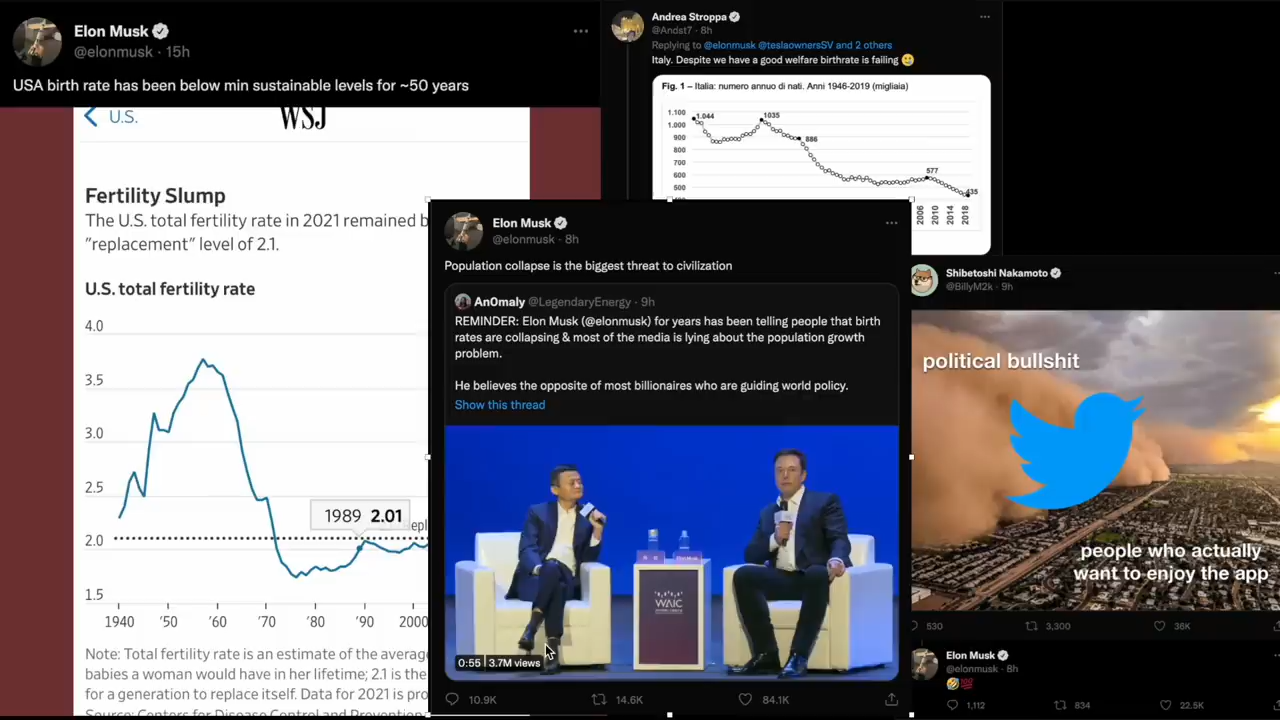 Elon Musk
@elonmusk · 15h
USA birth rate has been below min sustainable levels for ~50 years
U.S.
WSJ
Fertility Slump
The U.S. total fertility rate in 2021 remained
"replacement" level of 2.1.
U.S. total fertility rate
4.0
3.5
3.0
2.5
2.0
1.5
1989 2.01
1940 '50 '60 '70 '80 '90 2000
Note: Total fertility rate is an estimate of the average
babies a woman would have in her lifetime; 2.1 is the
for a generation to replace itself. Data for 2021 is
Source: Centers for Disease Control and
Andrea Stroppa
@Andst7 · 8h
Replying to @elonmusk @teslaownersSV and 2 others
Italy. Despite we have a good welfare birthrate is failing
Fig. 1 – Italia: numero annuo di nati. Anni 1946-2019 (migliaia)
1.100
1.000
900
800
700
600
500
1.044
1035
886
577
435
2006 2010 2014 2018
Elon Musk
@elonmusk · 8h
Population collapse is the biggest threat to civilization
An0maly @LegendaryEnergy · 9h
REMINDER: Elon Musk (@elonmusk) for years has been telling people that birth
rates are collapsing & most of the media is lying about the population growth
problem.
He believes the opposite of most billionaires who are guiding world policy.
Show this thread
WAIC
0:55 3.7M views
10.9K 14.6K 84.1K
Shibetoshi Nakamoto
@BillyM2k · 9h
political bullshit
people who actually
want to enjoy the app
530 3,300 36K
Elon Musk
@elonmusk · 8h
🤣💯
1,112 834 22.5K